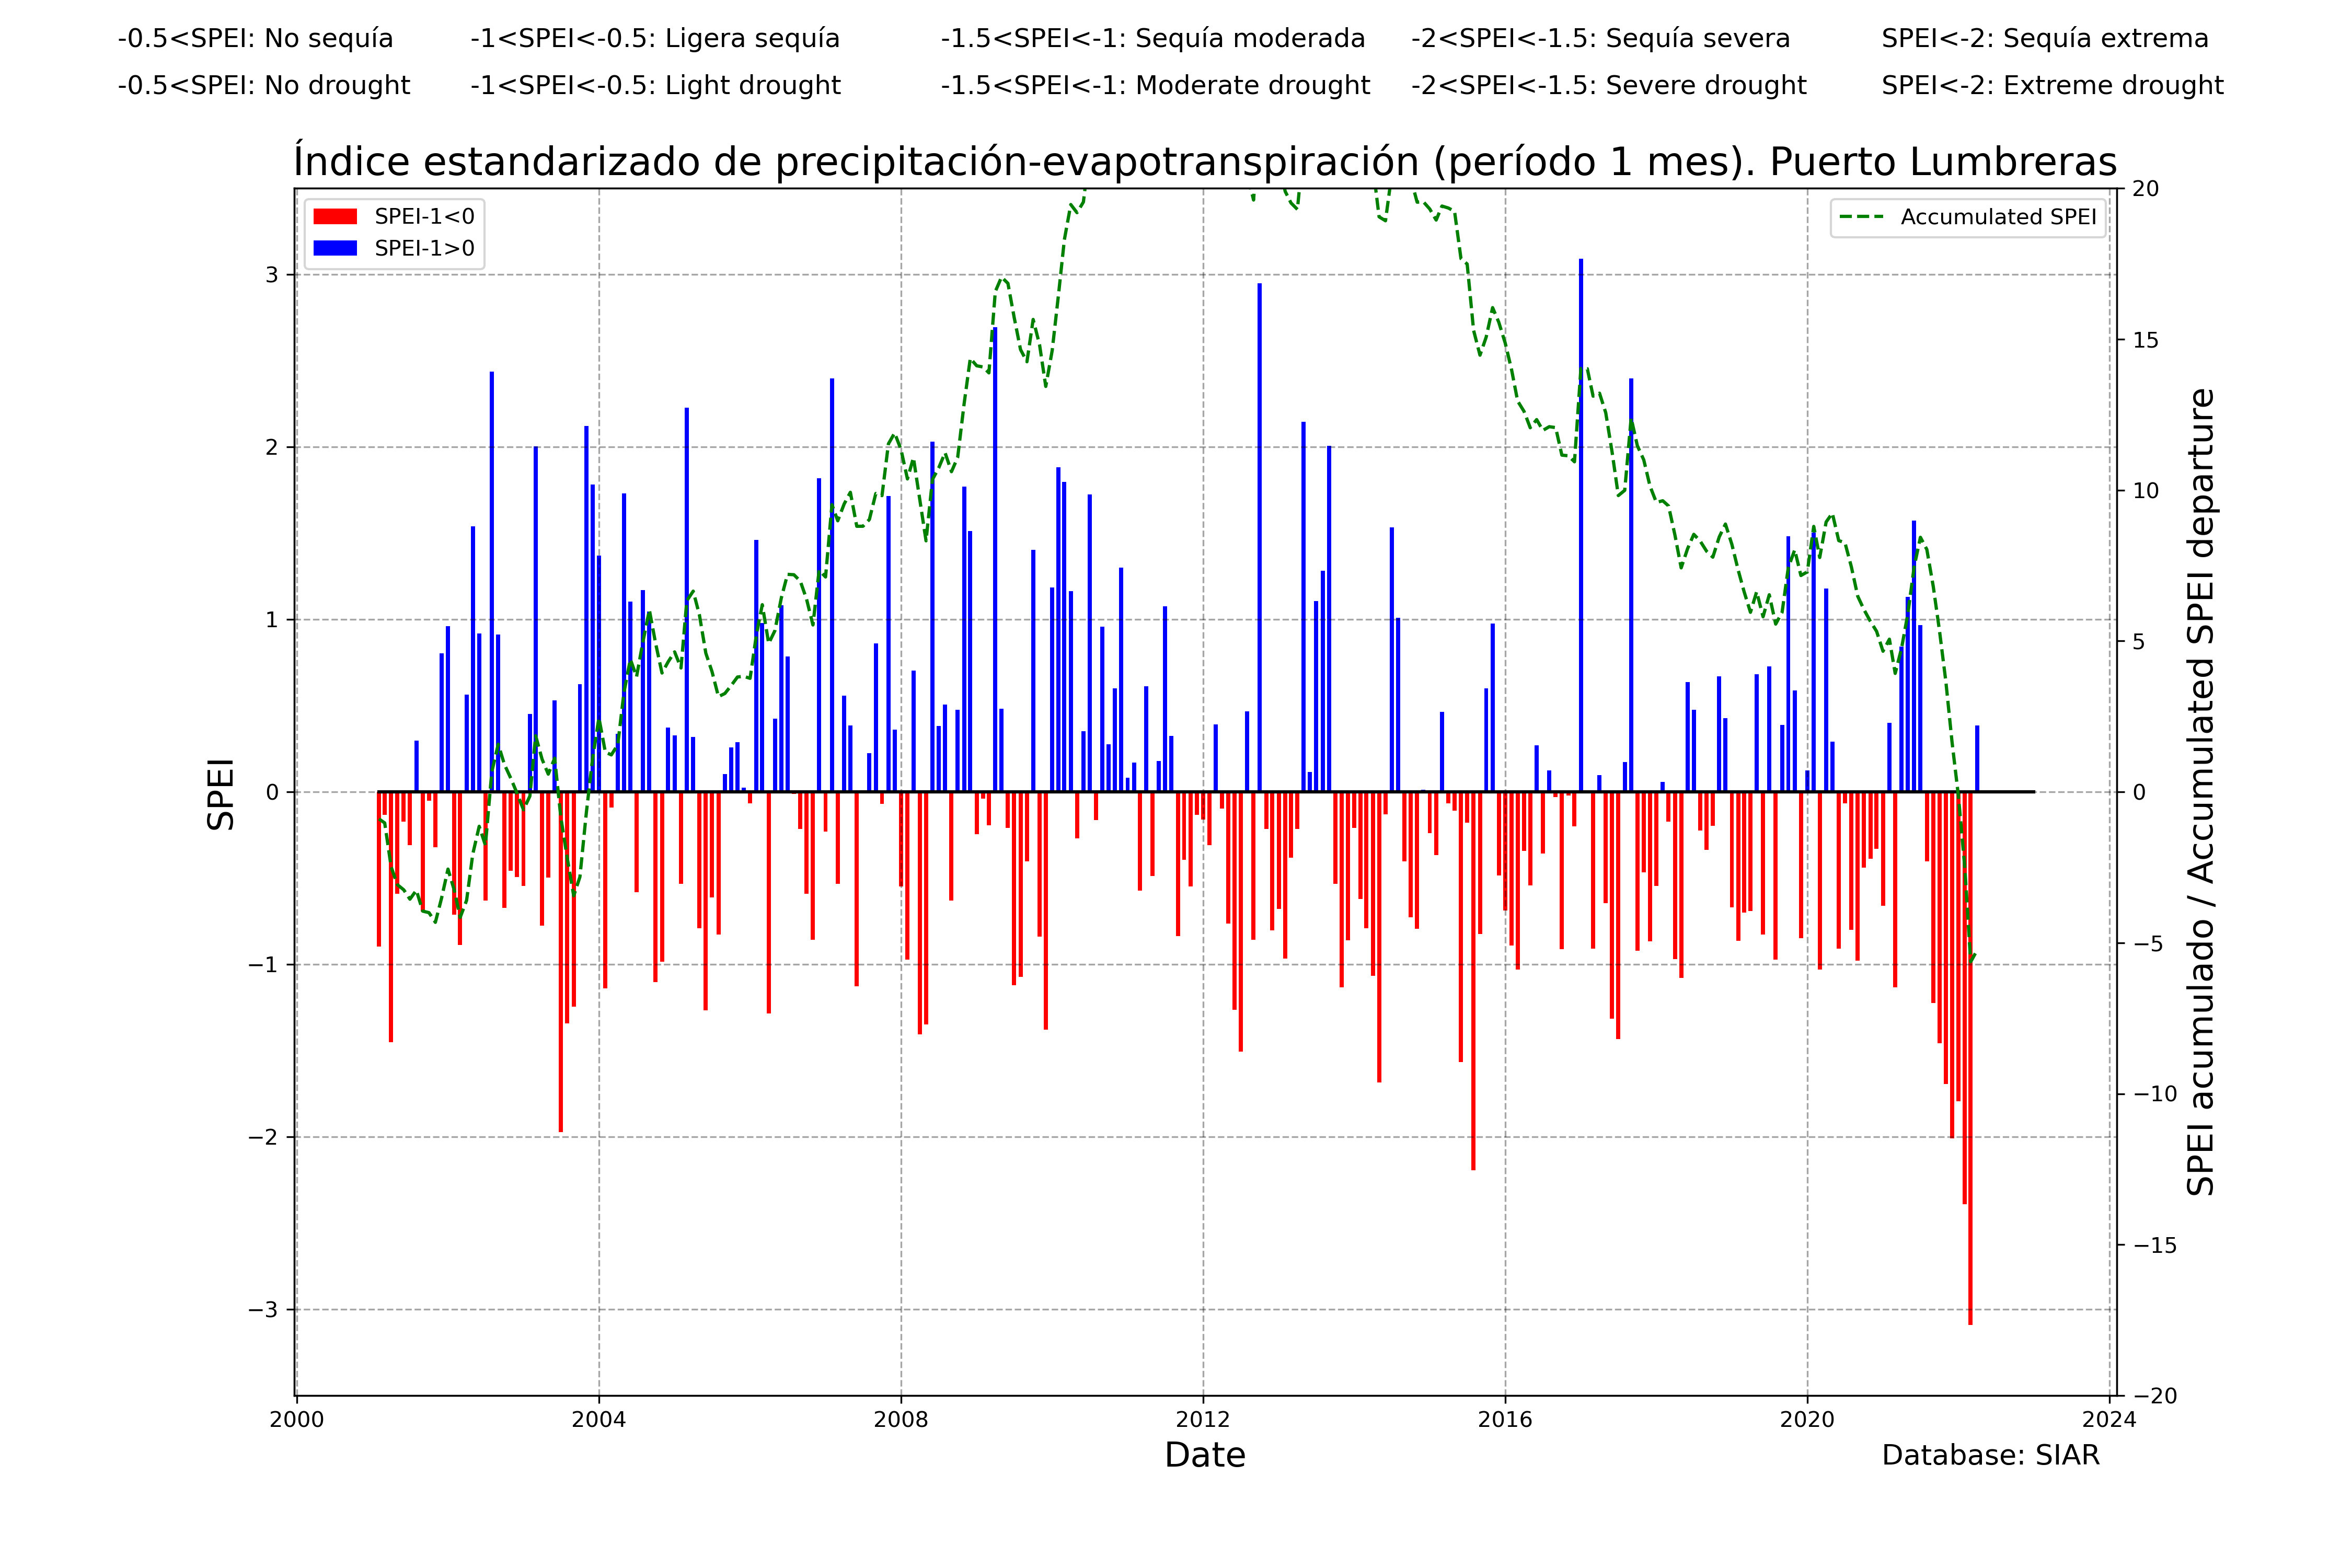 -0.5<SPEI: No sequía -1<SPEI<-0.5: Ligera sequía -1.5<SPEI<-1: Sequía moderada -2<SPEI<-1.5: Sequía severa SPEI<-2: Sequía extrema
-0.5<SPEI: No drought -1<SPEI<-0.5: Light drought -1.5<SPEI<-1: Moderate drought -2<SPEI<-1.5: Severe drought SPEI<-2: Extreme drought
Índice estandarizado de precipitación-evapotranspiración (período 1 mes). Puerto Lumbreras
SPEI-1<0
SPEI-1>0
Accumulated SPEI
SPEI
3
2
1
0
−1
−2
−3
20
15
10
5
0
−5
−10
−15
−20
SPEI acumulado / Accumulated SPEI departure
2000 2004 2008 2012 2016 2020 2024
Date
Database: SIAR